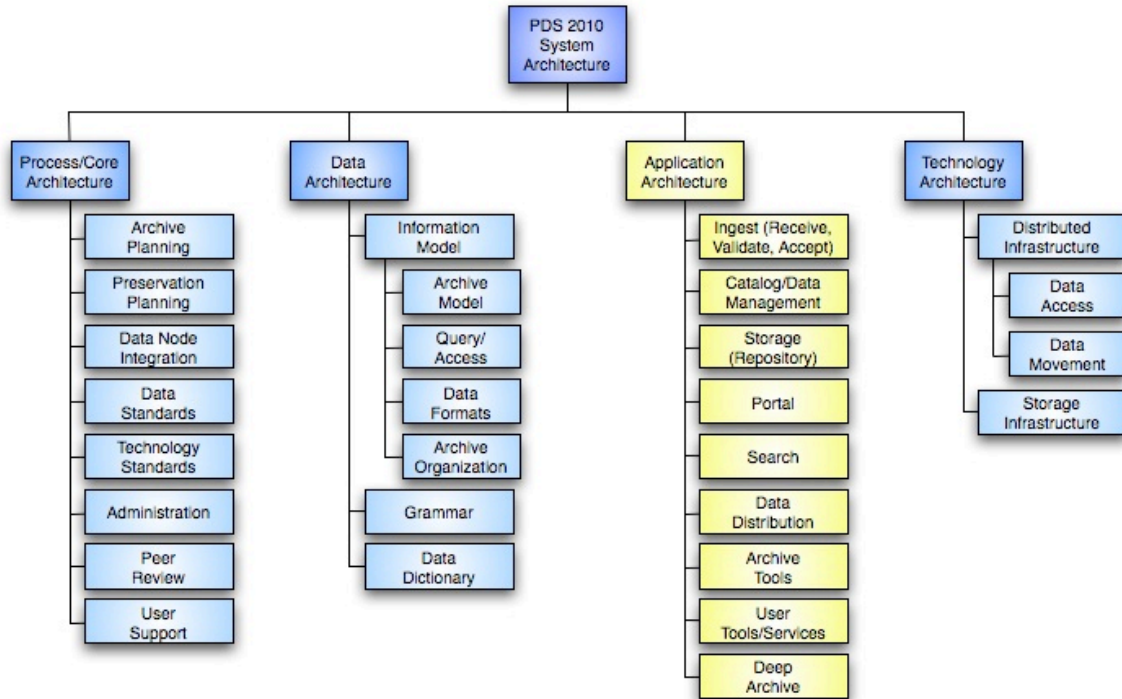 PDS 2010
System
Architecture
Process/Core
Architecture
Archive
Planning
Preservation
Planning
Data Node
Integration
Data
Standards
Technology
Standards
Administration
Peer
Review
User
Support
Data
Architecture
Information
Model
Archive
Model
Query/
Access
Data
Formats
Archive
Organization
Grammar
Data
Dictionary
Application
Architecture
Ingest (Receive,
Validate, Accept)
Catalog/Data
Management
Storage
(Repository)
Portal
Search
Data
Distribution
Archive
Tools
User
Tools/Services
Deep
Archive
Technology
Architecture
Distributed
Infrastructure
Data
Access
Data
Movement
Storage
Infrastructure